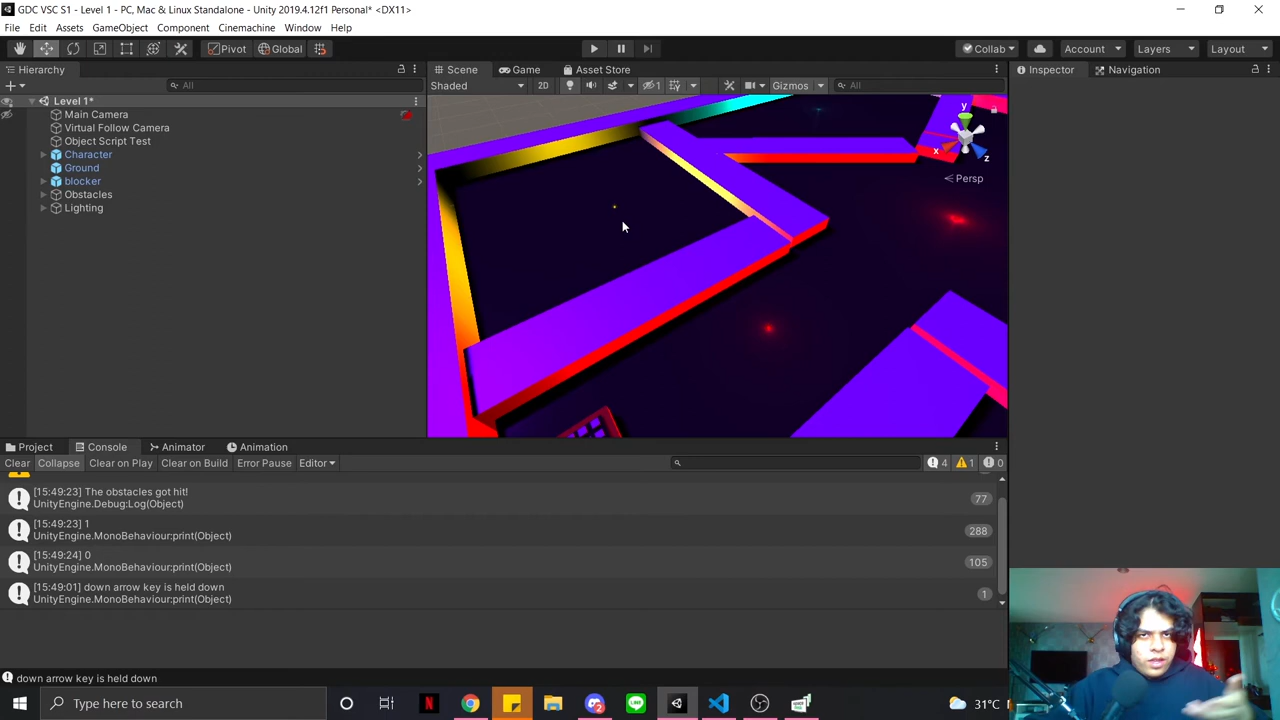 GDC VSC S1 - Level 1 - PC, Mac & Linux Standalone - Unity 2019.4.12f1 Personal* <DX11>
File Edit Assets GameObject Component Cinemachine Window Help
Pivot Global Collab Account Layers Layout
Hierarchy Scene Game Asset Store Inspector Navigation
All Shaded 2D 1 Gizmos All
Level 1*
Main Camera
Virtual Follow Camera
Object Script Test
Character
Ground
blocker
Obstacles
Lighting
y
x
z
Persp
Project Console Animator Animation
Clear Collapse Clear on Play Clear on Build Error Pause Editor 4 1 0
[15:49:23] The obstacles got hit!
UnityEngine.Debug:Log(Object)
77
[15:49:23] 1
UnityEngine.MonoBehaviour:print(Object)
288
[15:49:24] 0
UnityEngine.MonoBehaviour:print(Object)
105
[15:49:01] down arrow key is held down
UnityEngine.MonoBehaviour:print(Object)
1
down arrow key is held down
Type here to search
31°C